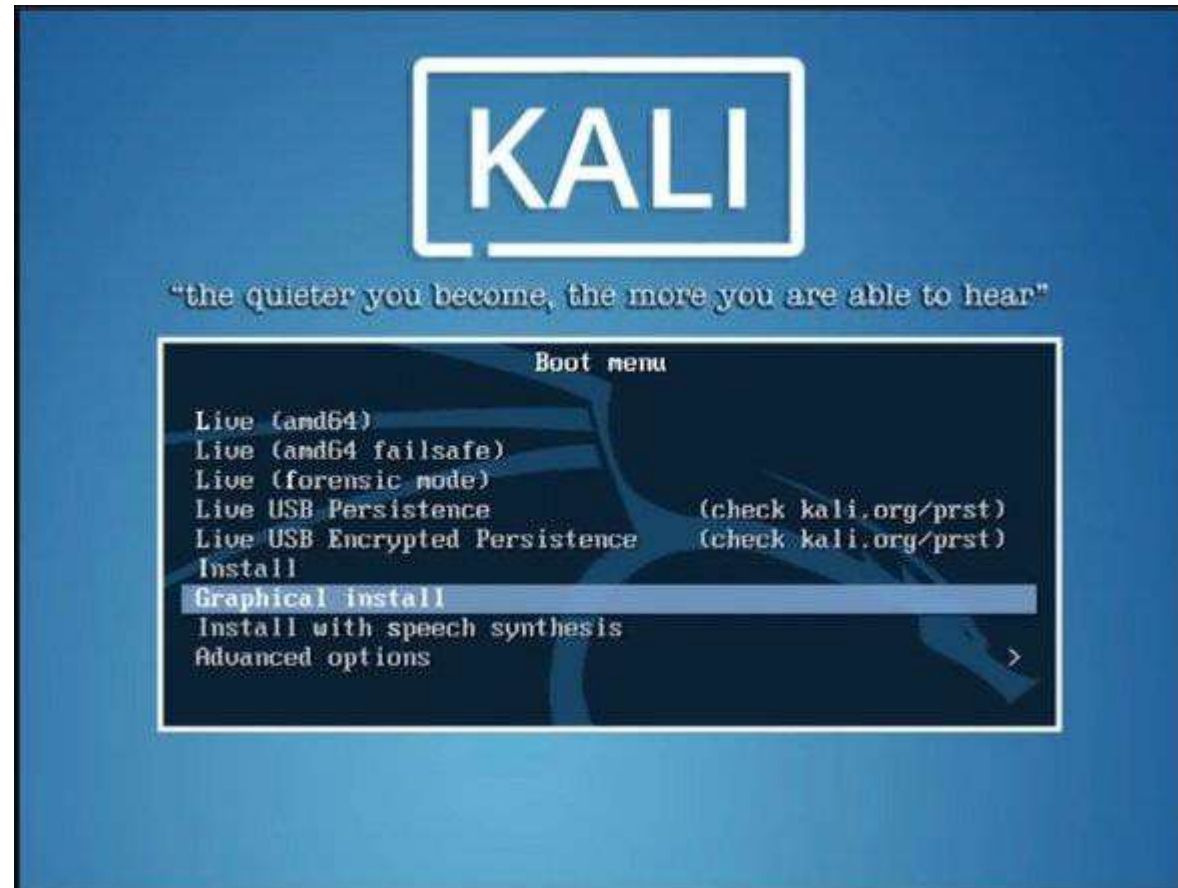 KALI
"the quieter you become, the more you are able to hear"
Boot menu
Live (amd64)
Live (amd64 failsafe)
Live (forensic mode)
Live USB Persistence (check kali.org/prst)
Live USB Encrypted Persistence (check kali.org/prst)
Install
Graphical install
Install with speech synthesis
Advanced options >